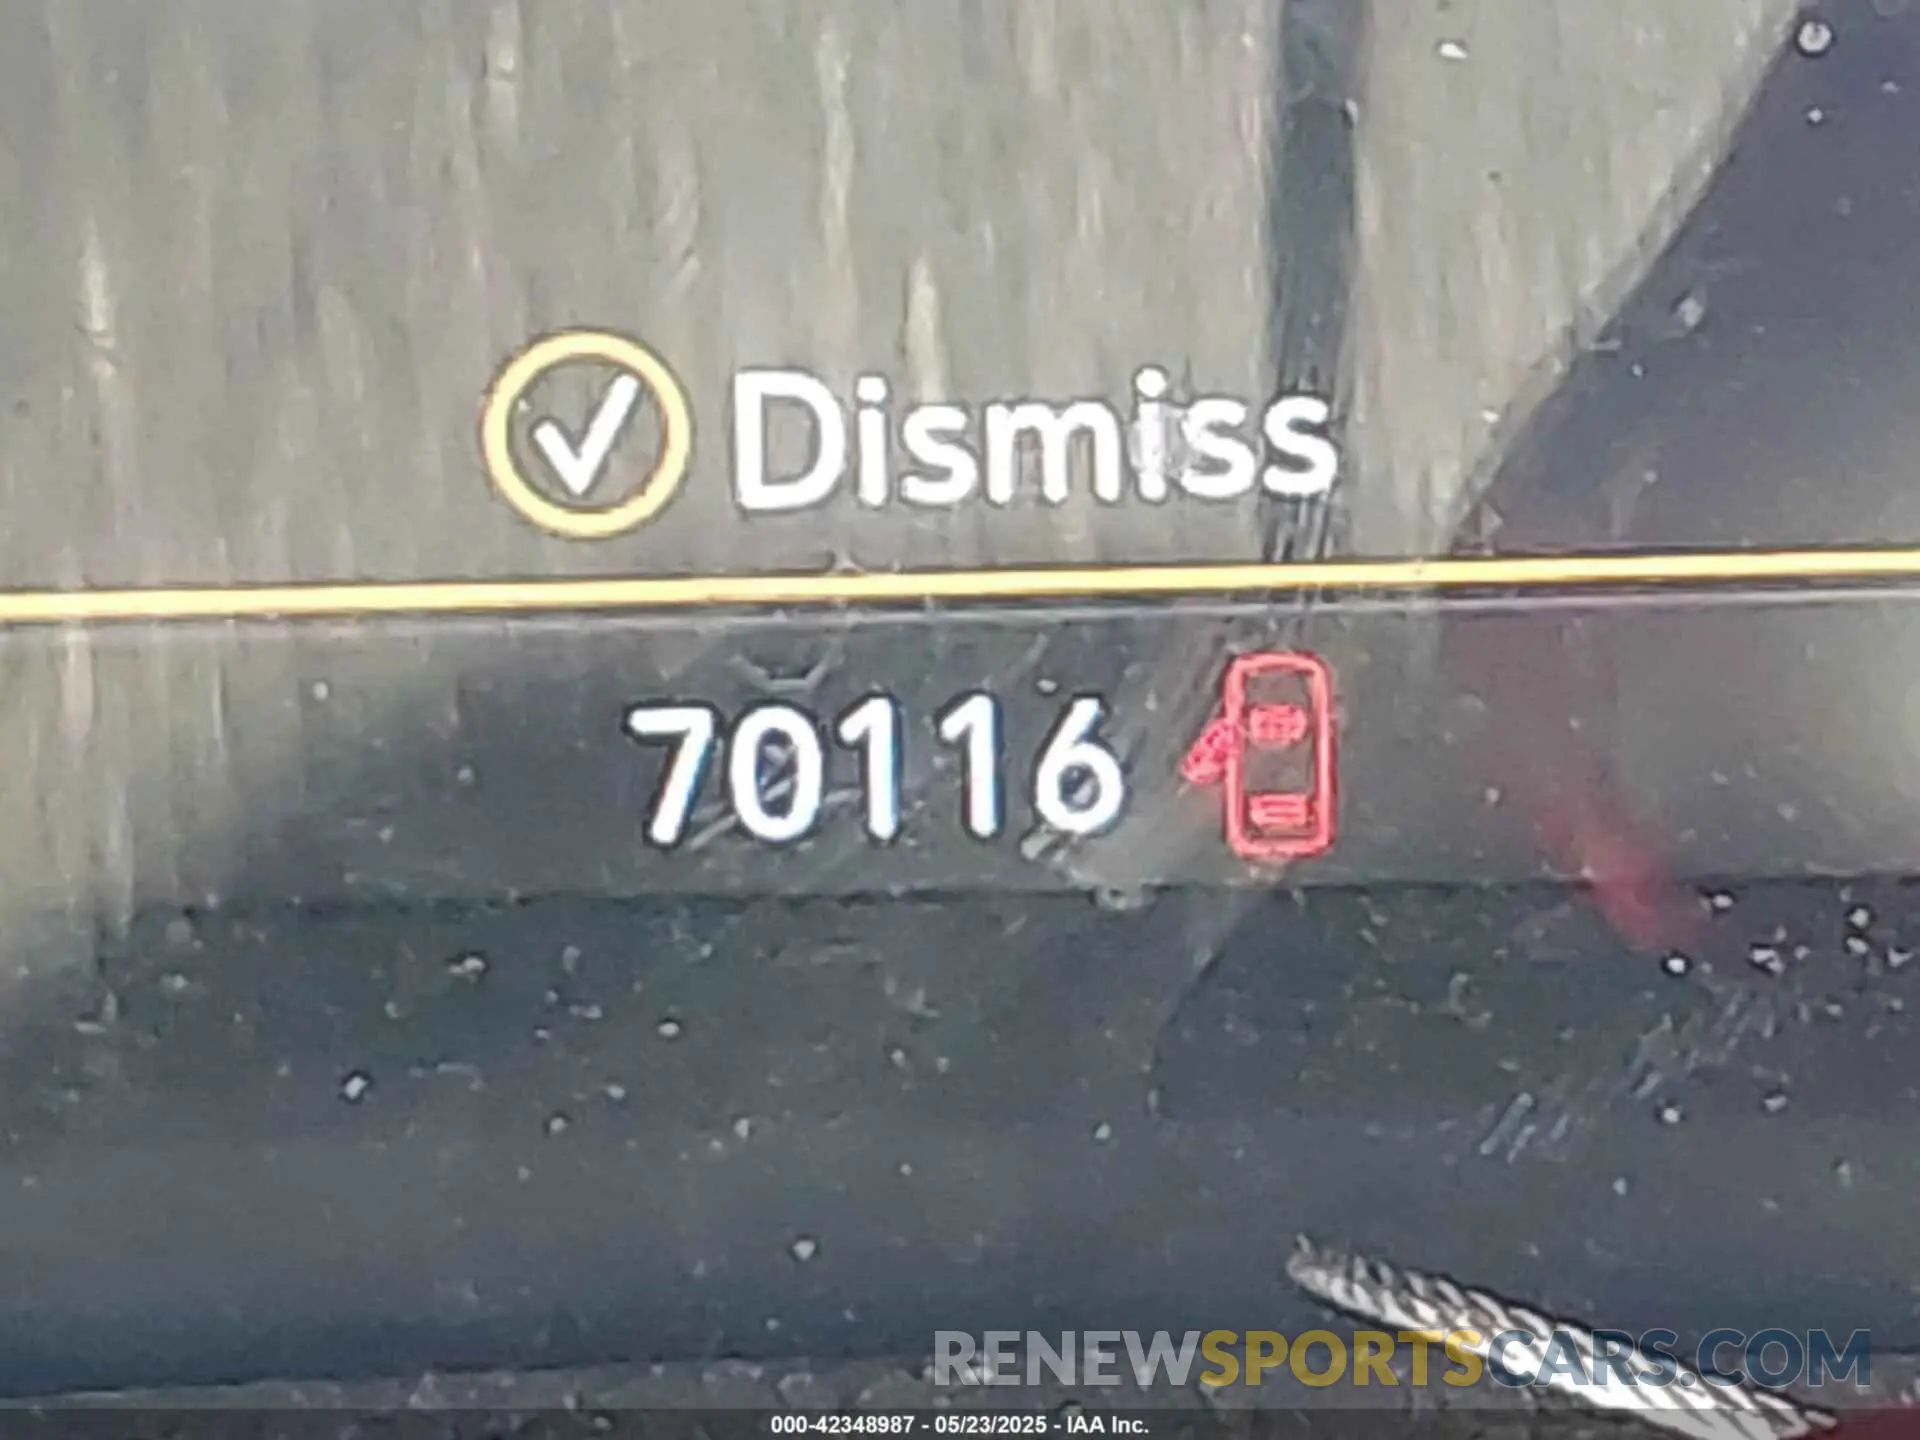 Dismiss
70116
RENEWSPORTSCARS.COM
000-42348987 - 05/23/2025 - IAA Inc.